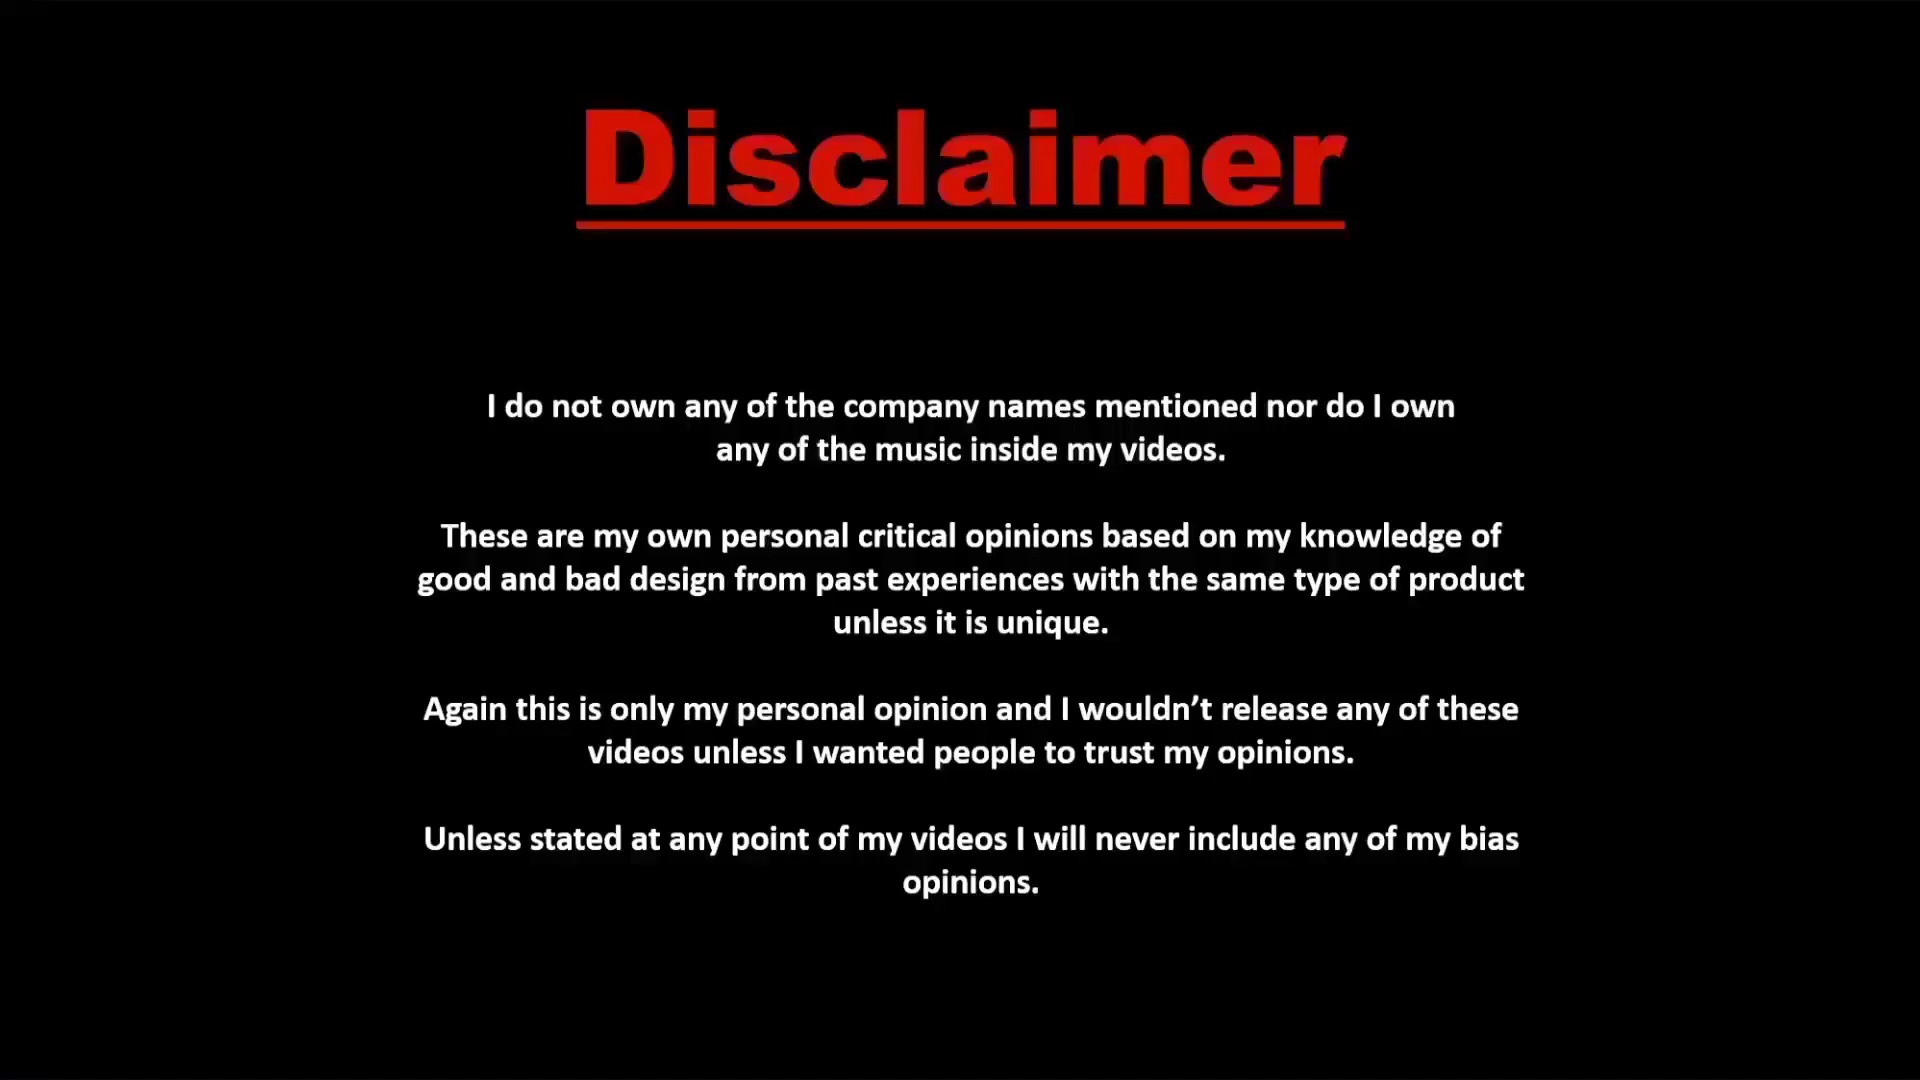 Disclaimer
I do not own any of the company names mentioned nor do I own
any of the music inside my videos.
These are my own personal critical opinions based on my knowledge of
good and bad design from past experiences with the same type of product
unless it is unique.
Again this is only my personal opinion and I wouldn’t release any of these
videos unless I wanted people to trust my opinions.
Unless stated at any point of my videos I will never include any of my bias
opinions.